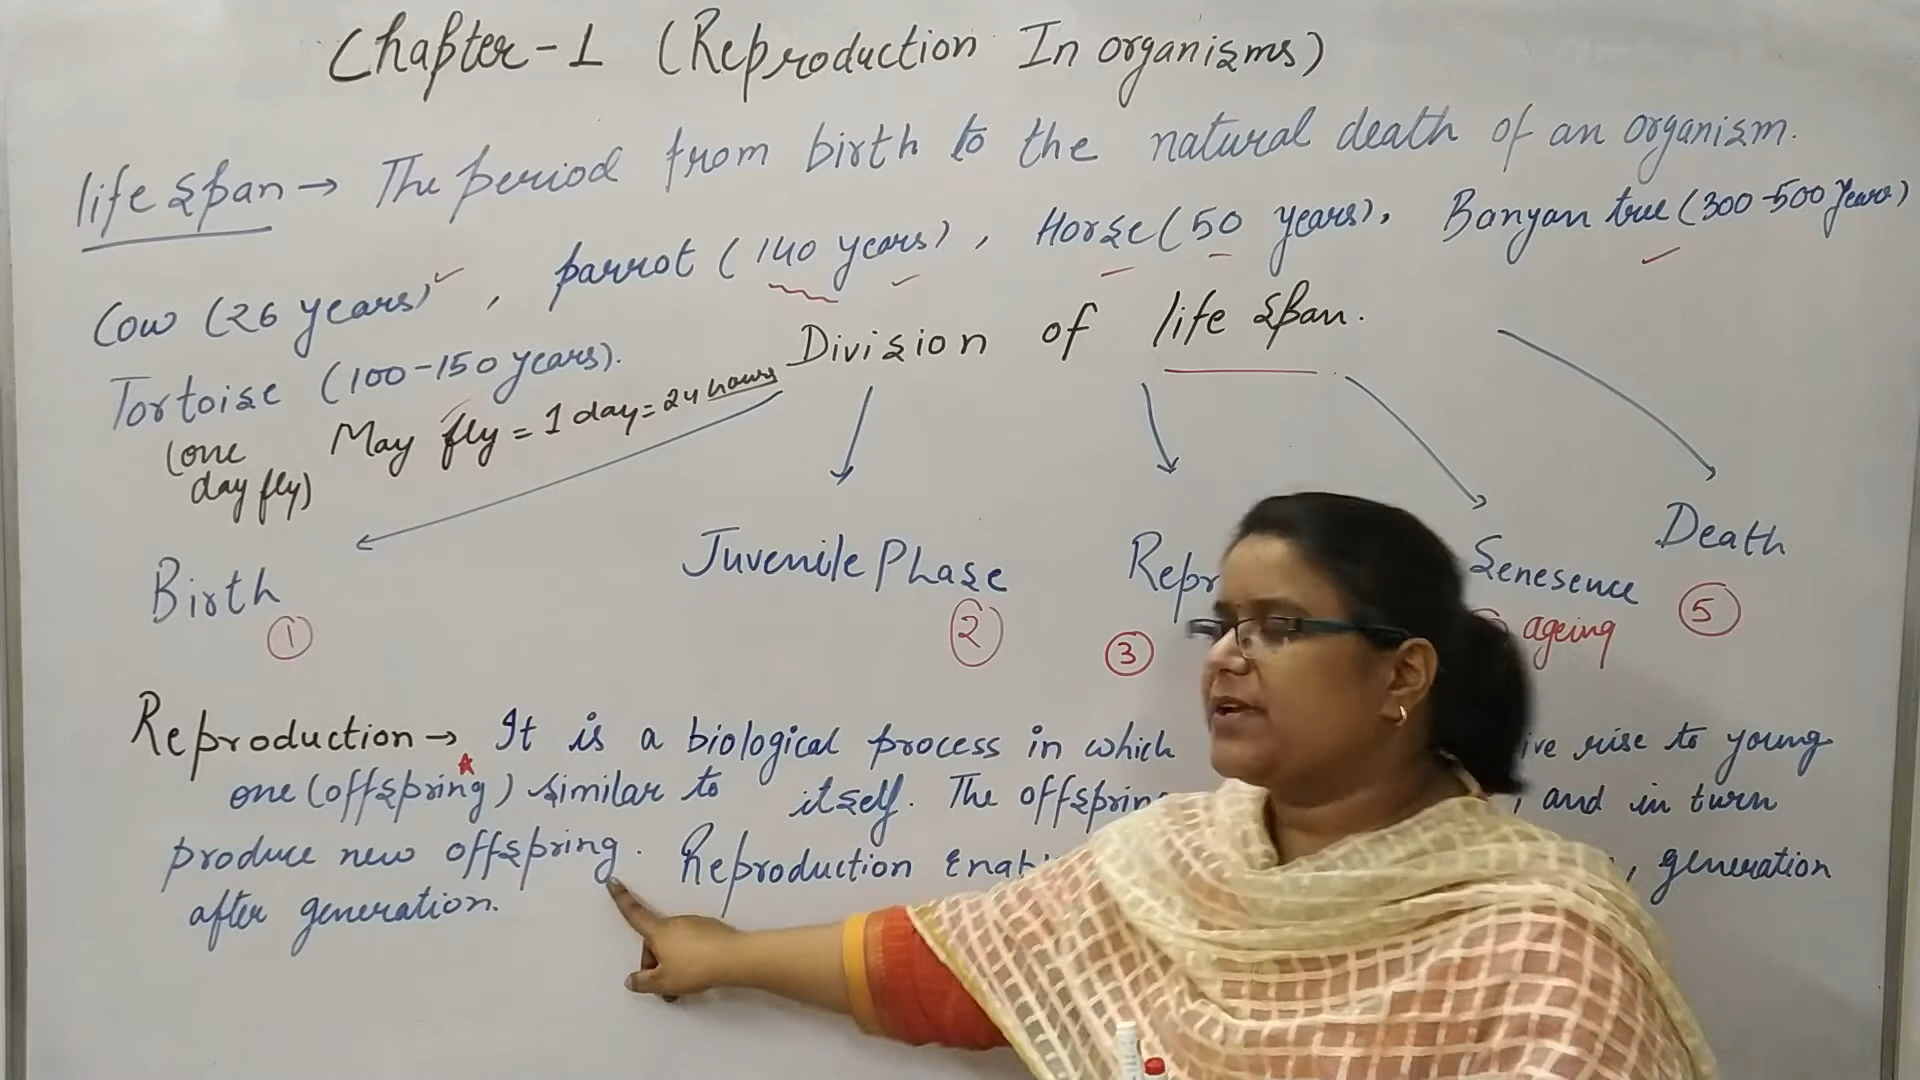 Chapter-1 (Reproduction In organisms)
life span → The period from birth to the natural death of an organism.
Cow (26 years), parrot (140 years), Horse (50 years), Banyan tree (300-500 years)
Tortoise (100-150 years).
(one day fly) May fly = 1 day = 24 hours
Division of life span.
Birth Juvenile Phase Repr Senesence Death
1 2 3 ageing 5
Reproduction → It is a biological process in which ive rise to young
one (offspring) similar to itself. The offspring and in turn
produce new offspring. Reproduction Enab , generation
after generation.